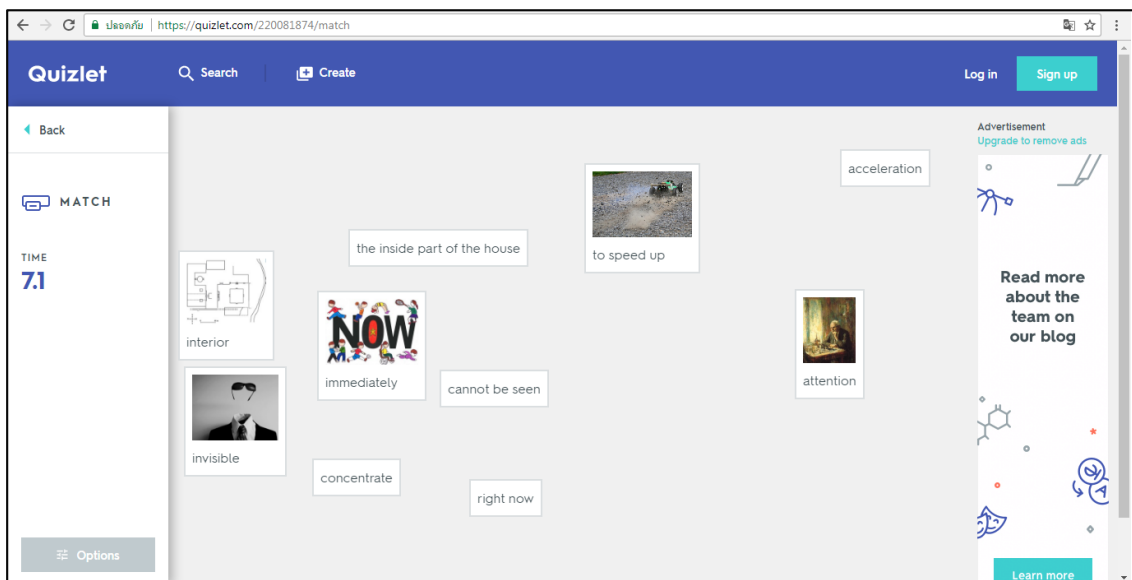 ปลอดภัย | https://quizlet.com/220081874/match
Quizlet
Search
Create
Log in
Sign up
Back
MATCH
TIME
7.1
Options
acceleration
to speed up
the inside part of the house
interior
NOW
immediately
attention
cannot be seen
invisible
concentrate
right now
Advertisement
Upgrade to remove ads
Read more
about the
team on
our blog
Learn more